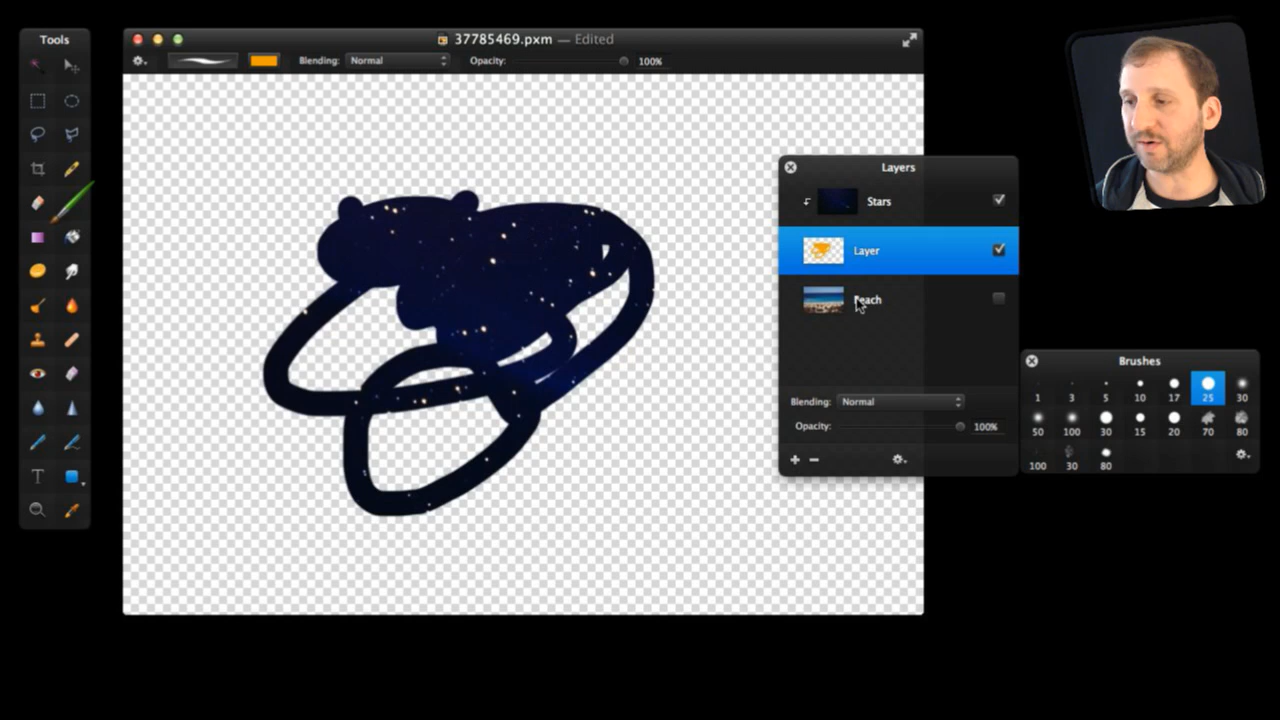 Tools
37785469.pxm — Edited
Blending: Normal Opacity: 100%
Layers
Stars
Layer
Beach
Blending: Normal
Opacity: 100%
Brushes
1 3 5 10 17 25 30
50 100 30 15 20 70 80
100 30 80
T